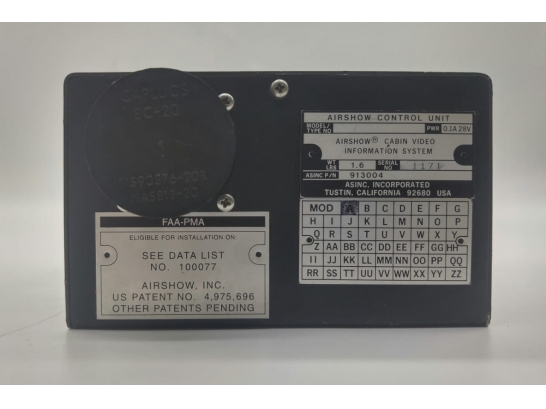 CAPLUGS
EC-20
FAA-PMA
ELIGIBLE FOR INSTALLATION ON:
SEE DATA LIST
NO. 100077
AIRSHOW, INC.
US PATENT NO. 4,975,696
OTHER PATENTS PENDING
AIRSHOW CONTROL UNIT
MODEL/
TYPE NO PWR 0.1A 28V
AIRSHOW® CABIN VIDEO
INFORMATION SYSTEM
WT
LBS 1.6 SERIAL
NO
ASINC P/N 913004
ASINC, INCORPORATED
TUSTIN, CALIFORNIA 92680 USA
MOD A B C D E F G
H I J K L M N O P
Q R S T U V W X Y
Z AA BB CC DD EE FF GG HH
II JJ KK LL MM NN OO PP QQ
RR SS TT UU VV WW XX YY ZZ